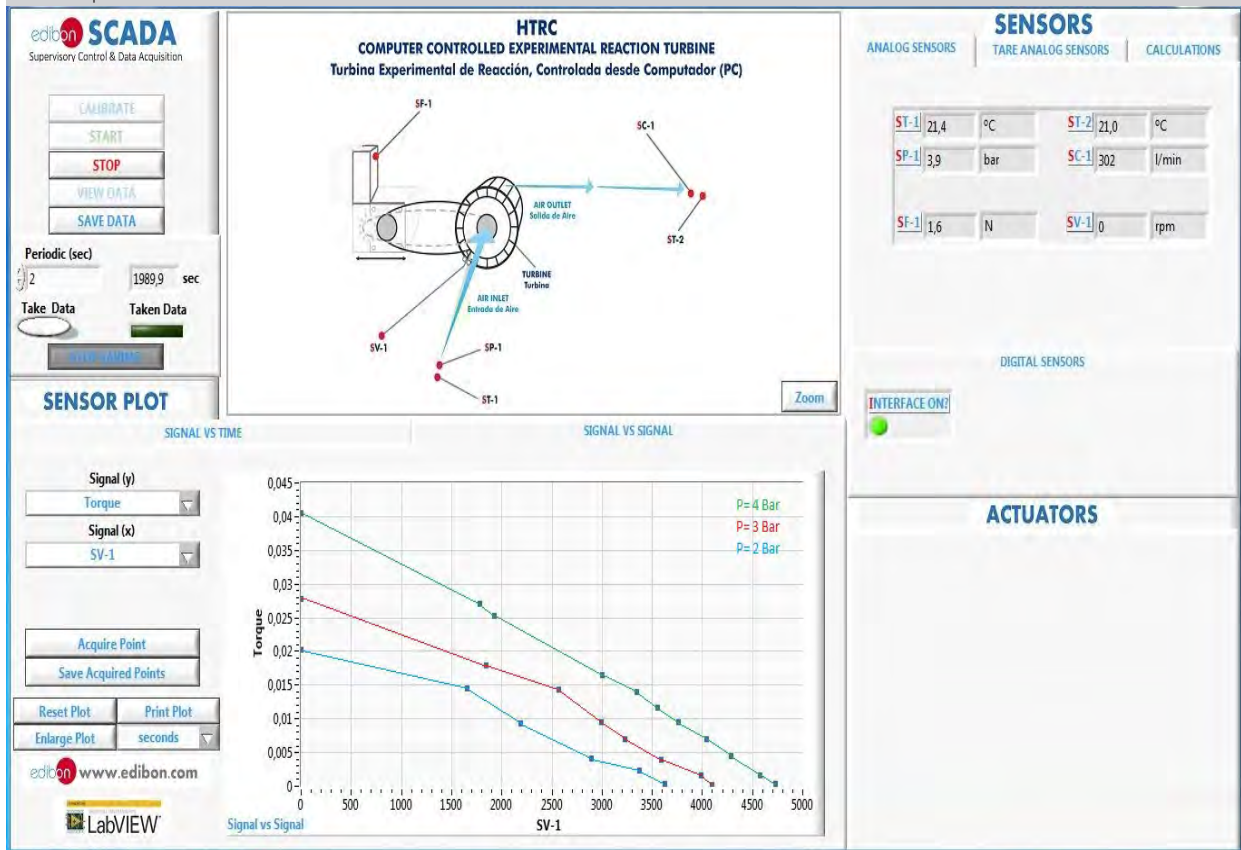 edibon SCADA
Supervisory Control & Data Acquisition
CALIBRATE
START
STOP
VIEW DATA
SAVE DATA
Periodic (sec)
2
1989,9 sec
Take Data
Taken Data
HTRC
COMPUTER CONTROLLED EXPERIMENTAL REACTION TURBINE
Turbina Experimental de Reacción, Controlada desde Computador (PC)
SF-1
SC-1
AIR OUTLET
Salida de Aire
ST-2
TURBINE
Turbina
AIR INLET
Entrada de Aire
SV-1
SP-1
ST-1
Zoom
SENSORS
ANALOG SENSORS
TARE ANALOG SENSORS
CALCULATIONS
ST-1 21,4 ºC
ST-2 21,0 ºC
SP-1 3,9 bar
SC-1 302 l/min
SF-1 1,6 N
SV-1 0 rpm
DIGITAL SENSORS
INTERFACE ON?
ACTUATORS
SENSOR PLOT
SIGNAL VS TIME
SIGNAL VS SIGNAL
Signal (y)
Torque
Signal (x)
SV-1
Acquire Point
Save Acquired Points
Reset Plot
Print Plot
Enlarge Plot
seconds
edibon www.edibon.com
LabVIEW
0,045
0,04
0,035
0,03
0,025
0,02
0,015
0,01
0,005
0
Torque
P= 4 Bar
P= 3 Bar
P= 2 Bar
0 500 1000 1500 2000 2500 3000 3500 4000 4500 5000
SV-1
Signal vs Signal